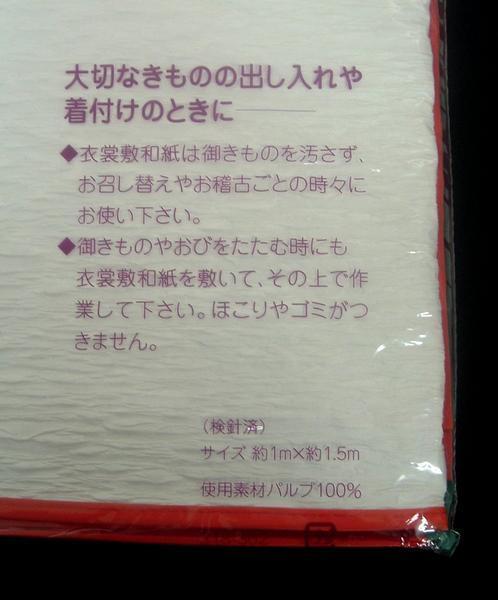 大切なきものの出し入れや
着付けのときに
◆衣裳敷和紙は御きものを汚さず、
お召し替えやお稽古ごとの時々に
お使い下さい。
◆御きものやおびをたたむ時にも
衣裳敷和紙を敷いて、その上で作
業して下さい。ほこりやゴミがつ
きません。
(検針済)
サイズ 約1m×約1.5m
使用素材パルプ100%